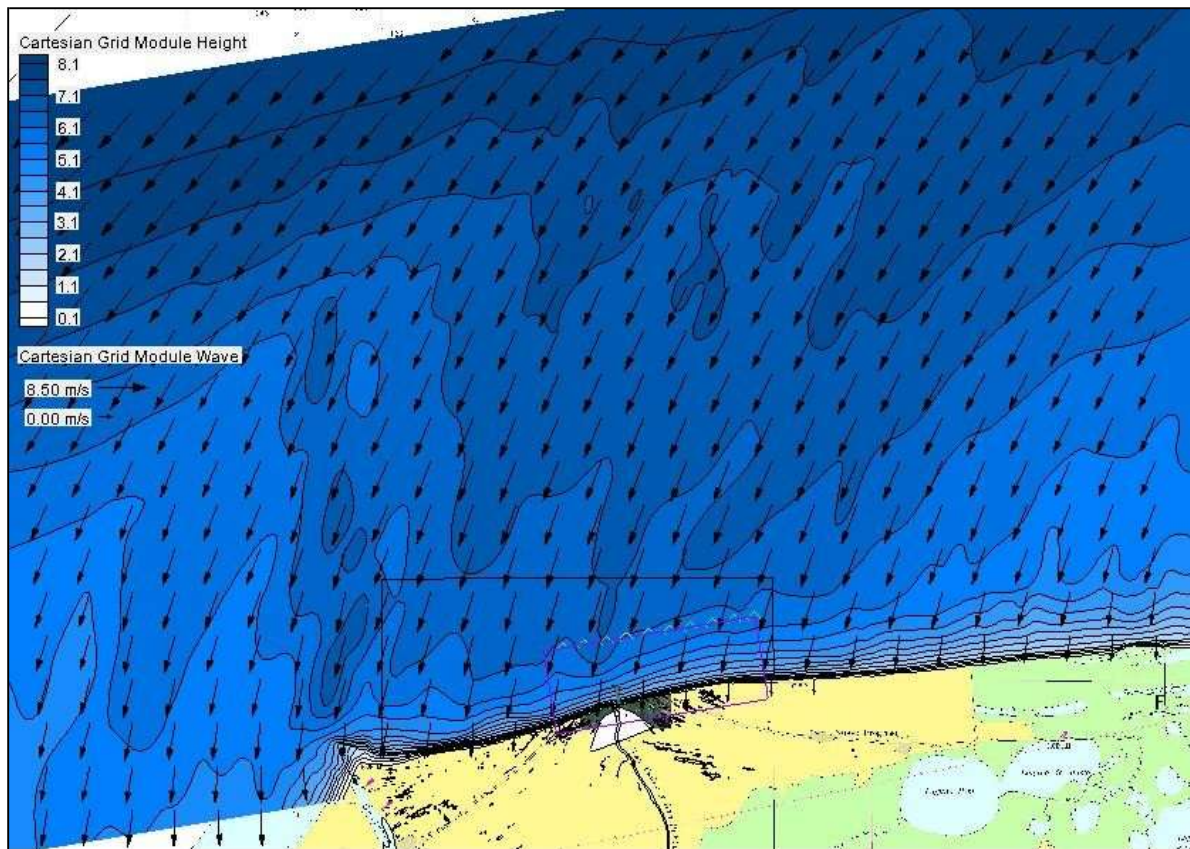 Cartesian Grid Module Height
8.1
7.1
6.1
5.1
4.1
3.1
2.1
1.1
0.1
Cartesian Grid Module Wave
8.50 m/s
0.00 m/s
F